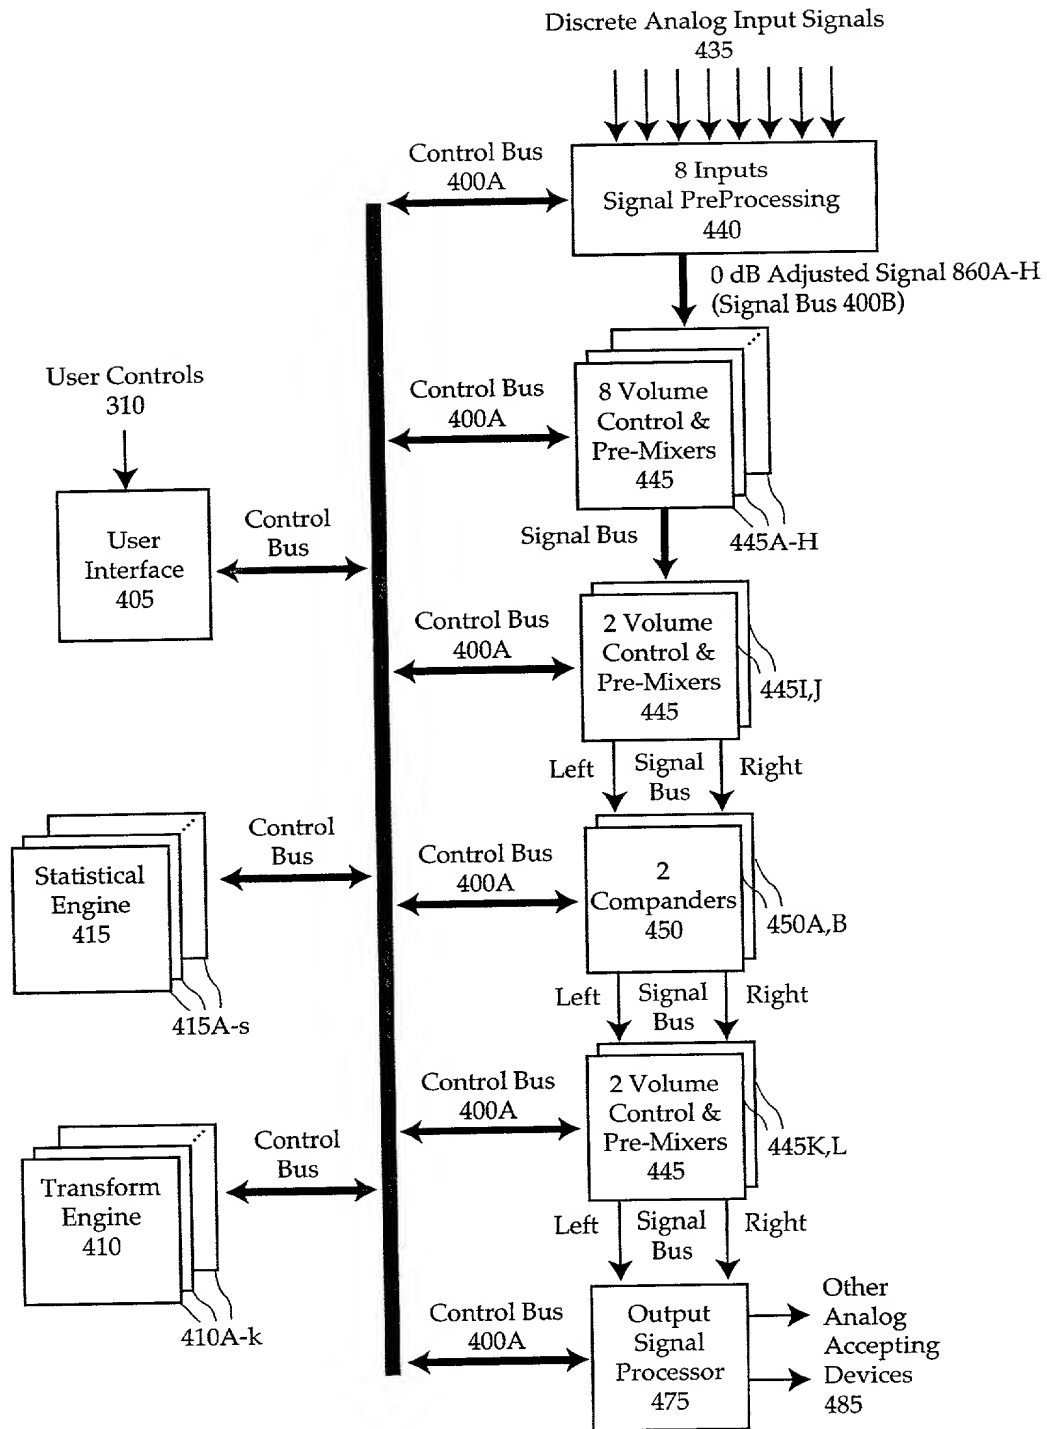 Discrete Analog Input Signals
435
Control Bus
400A
8 Inputs
Signal PreProcessing
440
0 dB Adjusted Signal 860A-H
(Signal Bus 400B)
User Controls
310
Control Bus
400A
8 Volume
Control &
Pre-Mixers
445
445A-H
User
Interface
405
Control
Bus
Signal Bus
Control Bus
400A
2 Volume
Control &
Pre-Mixers
445
445I,J
Left
Signal
Bus
Right
Statistical
Engine
415
415A-s
Control
Bus
Control Bus
400A
2
Companders
450
450A,B
Left
Signal
Bus
Right
Control Bus
400A
2 Volume
Control &
Pre-Mixers
445
445K,L
Transform
Engine
410
410A-k
Control
Bus
Left
Signal
Bus
Right
Control Bus
400A
Output
Signal
Processor
475
Other
Analog
Accepting
Devices
485